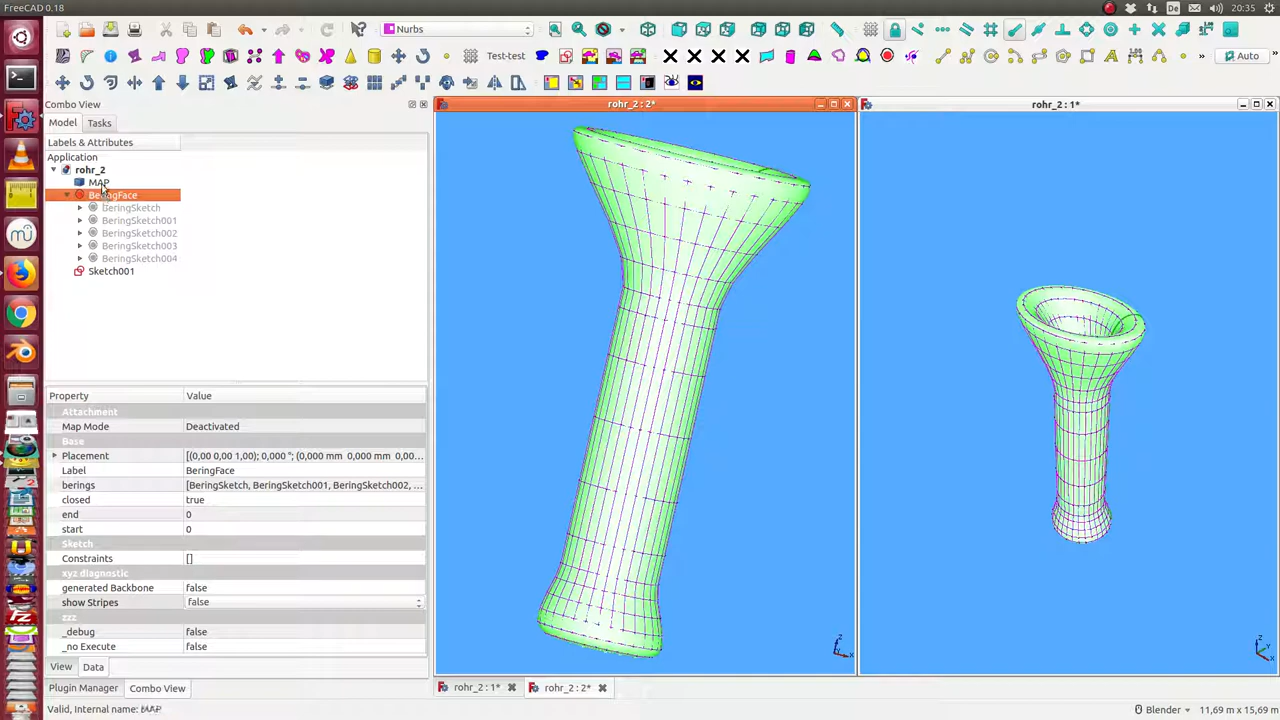 FreeCAD 0.18
De
20:35
Nurbs
Test-test
Auto
Combo View
rohr_2 : 2*
rohr_2 : 1*
Model
Tasks
Labels & Attributes
Application
rohr_2
MAP
BeringFace
BeringSketch
BeringSketch001
BeringSketch002
BeringSketch003
BeringSketch004
Sketch001
Property
Value
Attachment
Map Mode
Deactivated
Base
Placement
[(0,00 0,00 1,00); 0,000 °; (0,000 mm 0,000 mm 0,00...
Label
BeringFace
berings
[BeringSketch, BeringSketch001, BeringSketch002, ...
closed
true
end
0
start
0
Sketch
Constraints
[]
xyz diagnostic
generated Backbone
false
show Stripes
false
zzz
_debug
false
_no Execute
false
View
Data
Plugin Manager
Combo View
rohr_2 : 1*
rohr_2 : 2*
Valid, Internal name: MAP
Blender
11,69 m x 15,69 m